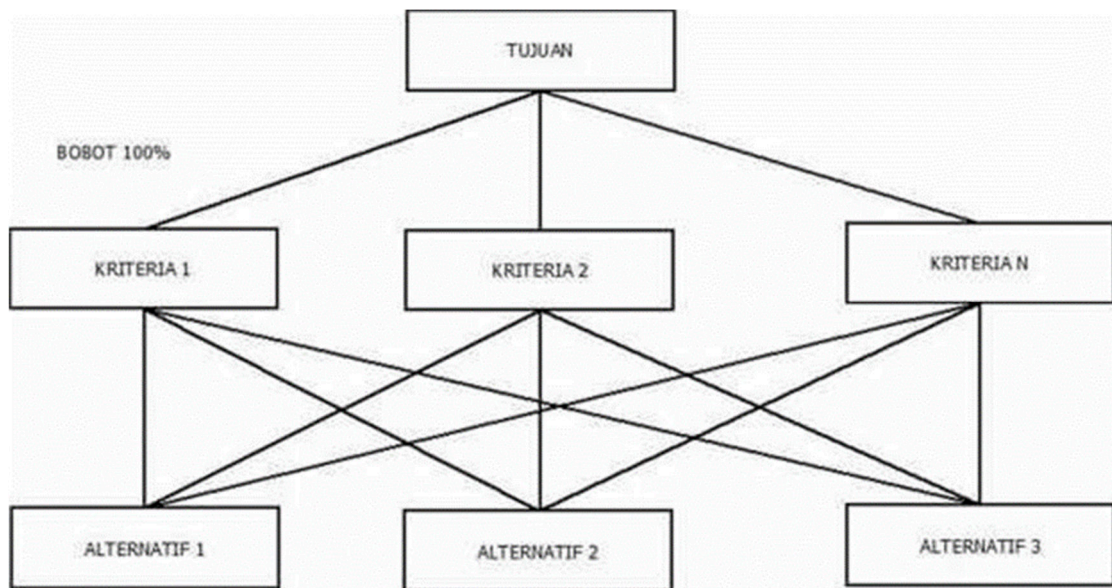 TUJUAN
BOBOT 100%
KRITERIA 1
KRITERIA 2
KRITERIA N
ALTERNATIF 1
ALTERNATIF 2
ALTERNATIF 3